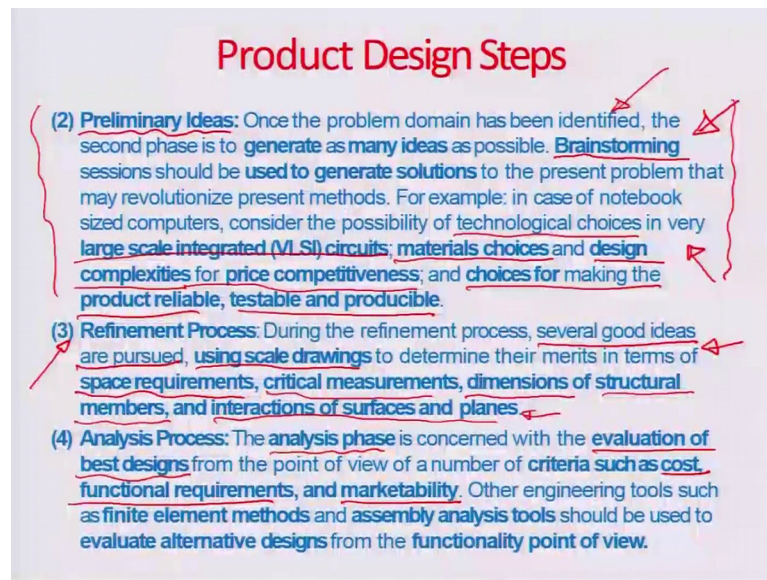 Product Design Steps
(2) Preliminary Ideas: Once the problem domain has been identified, the
second phase is to generate as many ideas as possible. Brainstorming
sessions should be used to generate solutions to the present problem that
may revolutionize present methods. For example: in case of notebook
sized computers, consider the possibility of technological choices in very
large scale integrated (VLSI) circuits; materials choices and design
complexities for price competitiveness; and choices for making the
product reliable, testable and producible.
(3) Refinement Process: During the refinement process, several good ideas
are pursued, using scale drawings to determine their merits in terms of
space requirements, critical measurements, dimensions of structural
members, and interactions of surfaces and planes.
(4) Analysis Process: The analysis phase is concerned with the evaluation of
best designs from the point of view of a number of criteria such as cost,
functional requirements, and marketability. Other engineering tools such
as finite element methods and assembly analysis tools should be used to
evaluate alternative designs from the functionality point of view.